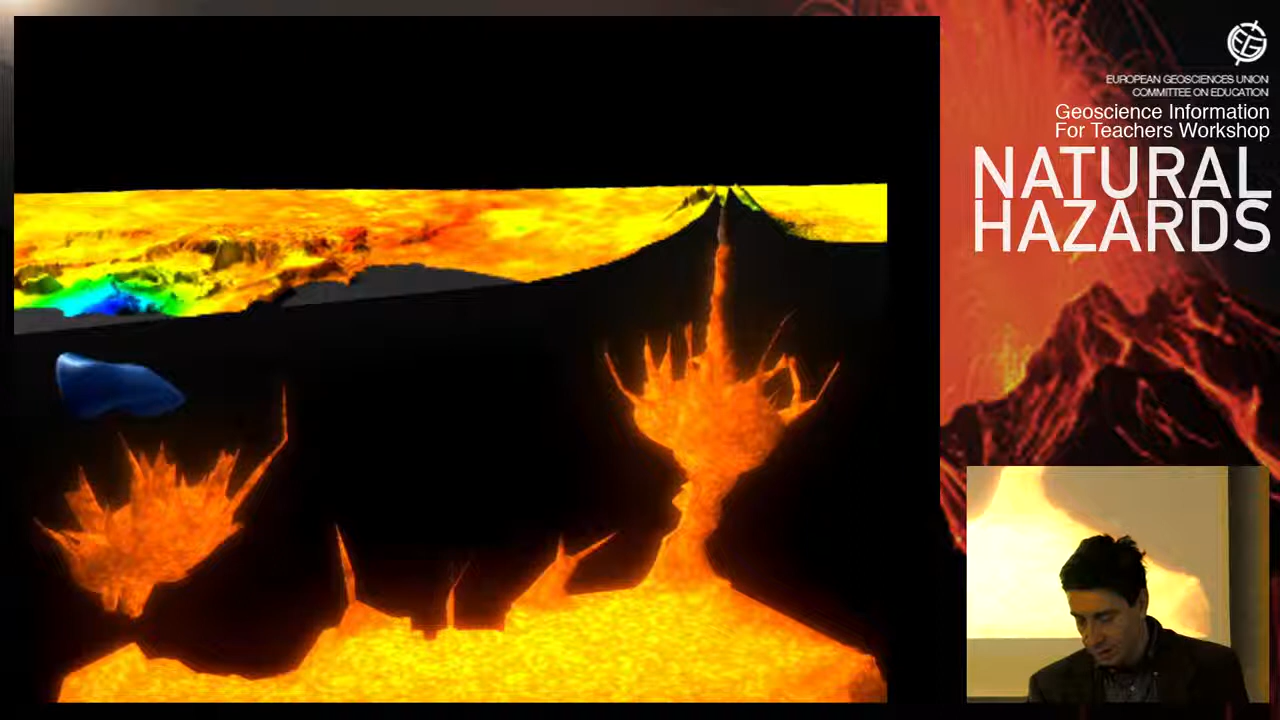 EUROPEAN GEOSCIENCES UNION
COMMITTEE ON EDUCATION
Geoscience Information
For Teachers Workshop
NATURAL
HAZARDS